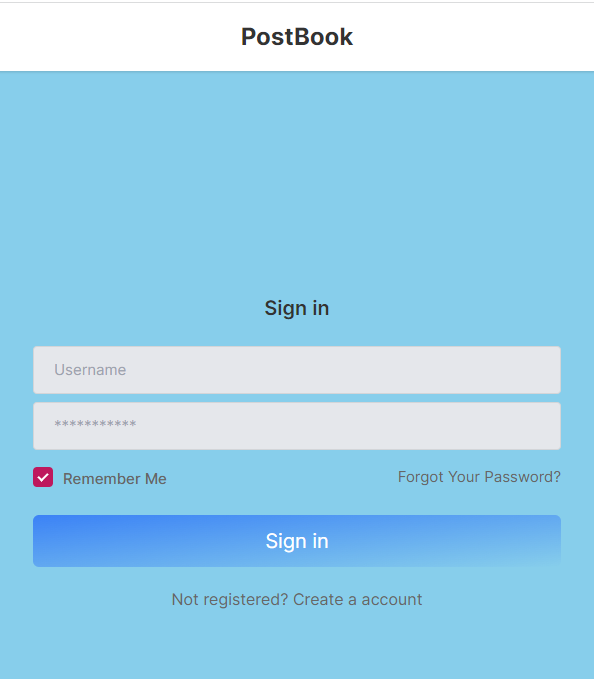 PostBook
Sign in
Username
***********
Remember Me
Forgot Your Password?
Sign in
Not registered? Create a account